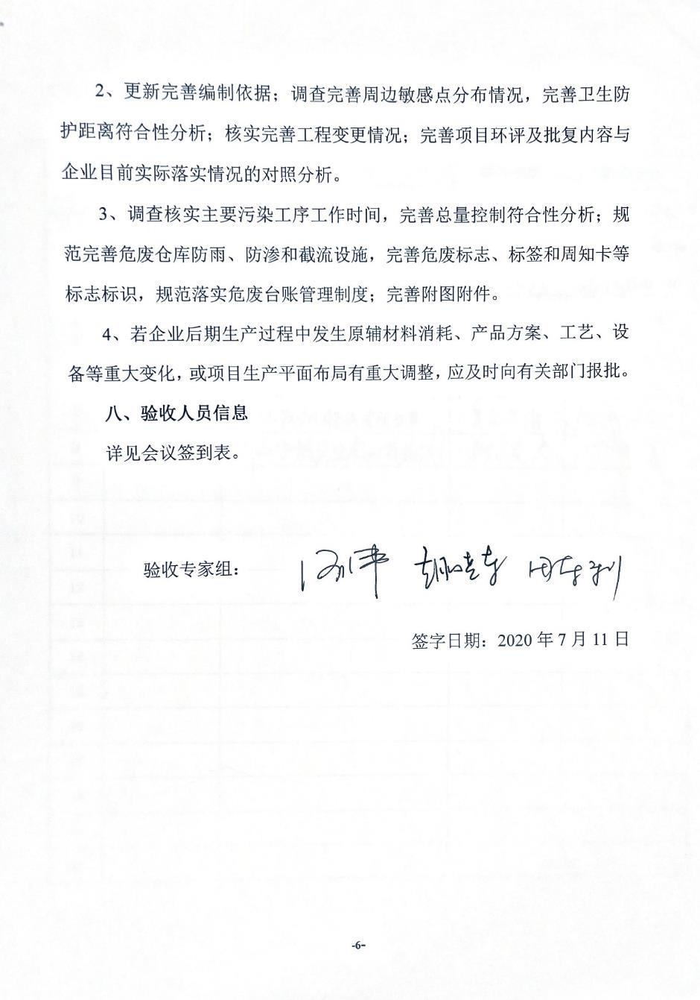 2、更新完善编制依据；调查完善周边敏感点分布情况，完善卫生防
护距离符合性分析；核实完善工程变更情况；完善项目环评及批复内容与
企业目前实际落实情况的对照分析。
3、调查核实主要污染工序工作时间，完善总量控制符合性分析；规
范完善危废仓库防雨、防渗和截流设施，完善危废标志、标签和周知卡等
标志标识，规范落实危废台账管理制度；完善附图附件。
4、若企业后期生产过程中发生原辅材料消耗、产品方案、工艺、设
备等重大变化，或项目生产平面布局有重大调整，应及时向有关部门报批。
八、验收人员信息
详见会议签到表。
验收专家组：
签字日期：2020 年 7 月 11 日
-6-